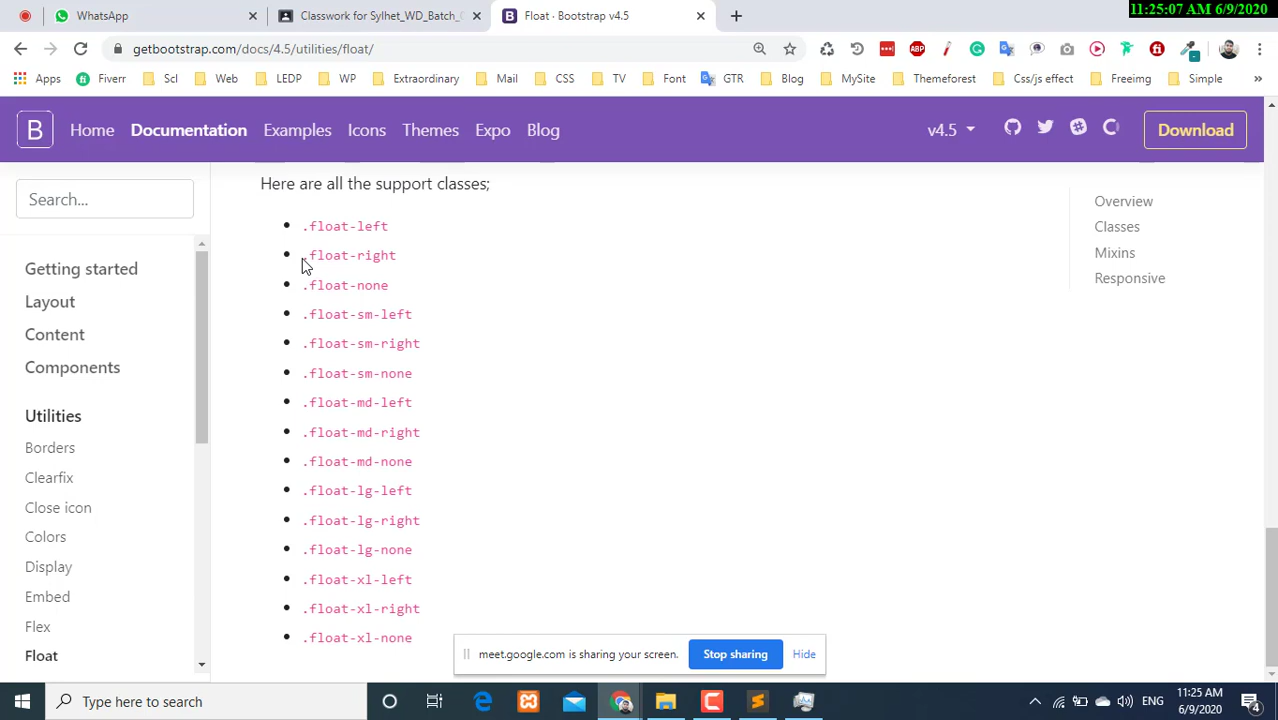 WhatsApp
Classwork for Sylhet_WD_Batch_
Float · Bootstrap v4.5
11:25:07 AM 6/9/2020
getbootstrap.com/docs/4.5/utilities/float/
Apps Fiverr Scl Web LEDP WP Extraordinary Mail CSS TV Font GTR Blog MySite Themeforest Css/js effect Freeimg Simple »
B Home Documentation Examples Icons Themes Expo Blog v4.5 Download
Search...
Getting started
Layout
Content
Components
Utilities
Borders
Clearfix
Close icon
Colors
Display
Embed
Flex
Float
Here are all the support classes;
.float-left
.float-right
.float-none
.float-sm-left
.float-sm-right
.float-sm-none
.float-md-left
.float-md-right
.float-md-none
.float-lg-left
.float-lg-right
.float-lg-none
.float-xl-left
.float-xl-right
.float-xl-none
Overview
Classes
Mixins
Responsive
meet.google.com is sharing your screen. Stop sharing Hide
Type here to search
ENG
11:25 AM
6/9/2020
4